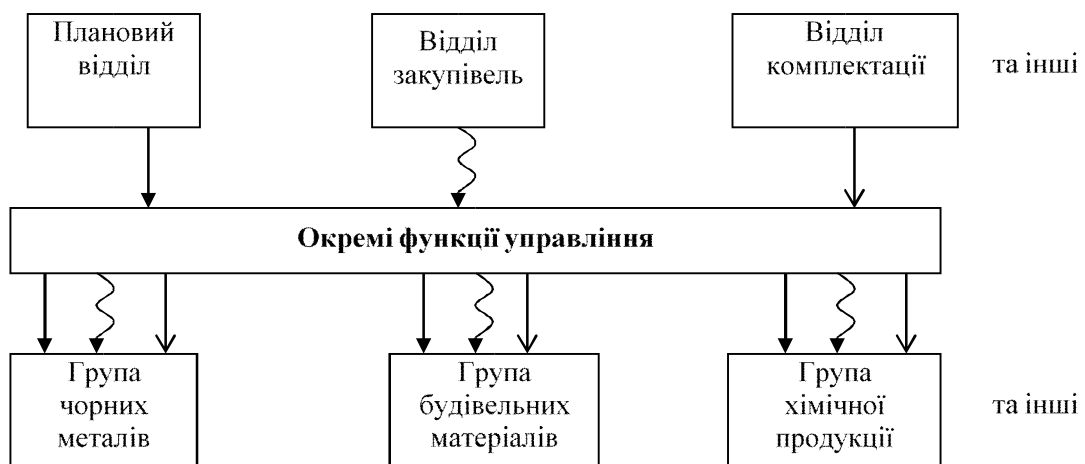 Плановий
відділ
Відділ
закупівель
Відділ
комплектації
та інші
Окремі функції управління
Група
чорних
металів
Група
будівельних
матеріалів
Група
хімічної
продукції
та інші